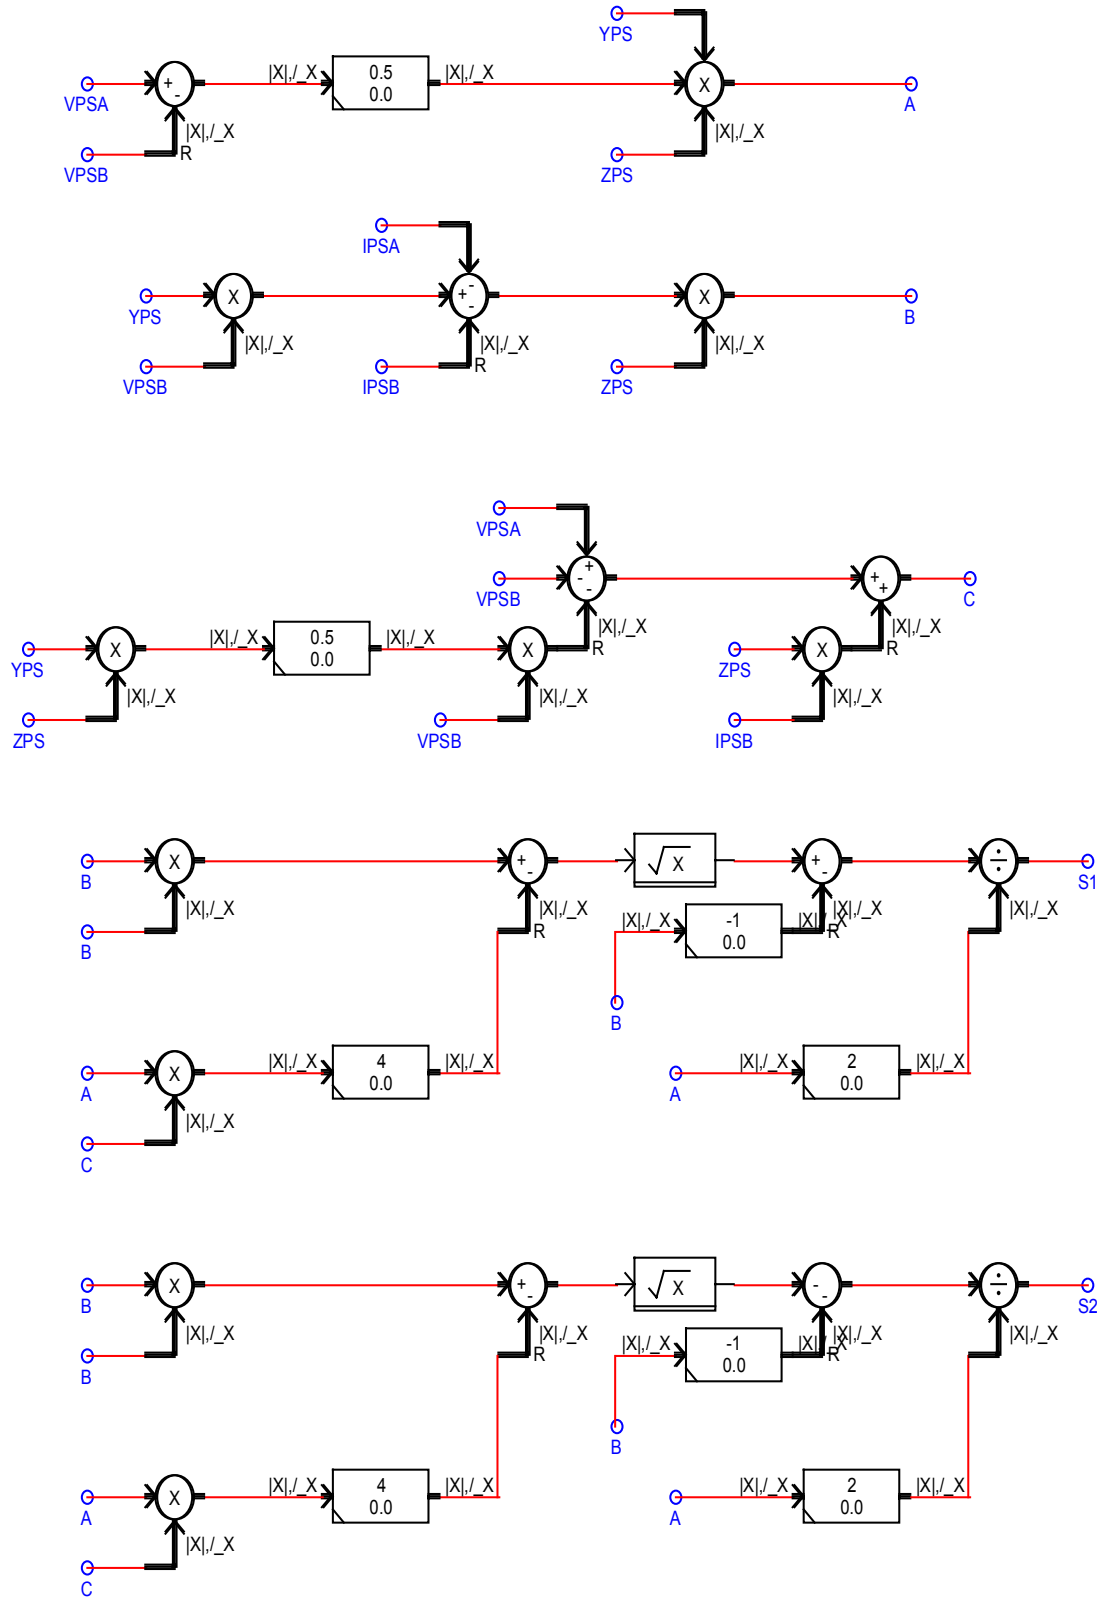 YPS
|X|,/_X 0.5 |X|,/_X
+ - 0.0 X
VPSA A
|X|,/_X |X|,/_X
R
VPSB ZPS
IPSA
-
X + X
-
YPS B
|X|,/_X |X|,/_X |X|,/_X
R
VPSB IPSB ZPS
VPSA
+
- + +
-
VPSB C
|X|,/_X 0.5 |X|,/_X |X|,/_X |X|,/_X
X 0.0 X R X R
YPS ZPS
|X|,/_X |X|,/_X |X|,/_X
ZPS VPSB IPSB
X + - √X + - ÷
B S1
|X|,/_X |X|,/_X |X|,/_X -1 |X|,/_X |X|,/_X |X|,/_X
R 0.0 R
B
B
|X|,/_X 4 |X|,/_X |X|,/_X 2 |X|,/_X
X 0.0 0.0
A A
|X|,/_X
C
X + - √X - - ÷
B S2
|X|,/_X |X|,/_X |X|,/_X -1 |X|,/_X |X|,/_X |X|,/_X
R 0.0 R
B
B
|X|,/_X 4 |X|,/_X |X|,/_X 2 |X|,/_X
X 0.0 0.0
A A
|X|,/_X
C